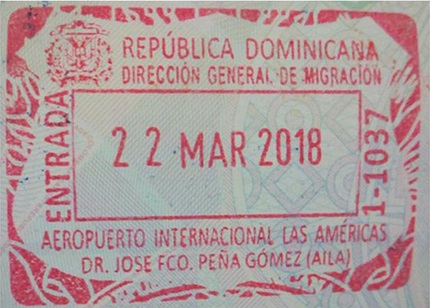 REPÚBLICA DOMINICANA
DIRECCIÓN GENERAL DE MIGRACIÓN
ENTRADA
22 MAR 2018
1-1037
AEROPUERTO INTERNACIONAL LAS AMÉRICAS
DR. JOSE FCO. PEÑA GÓMEZ (AILA)